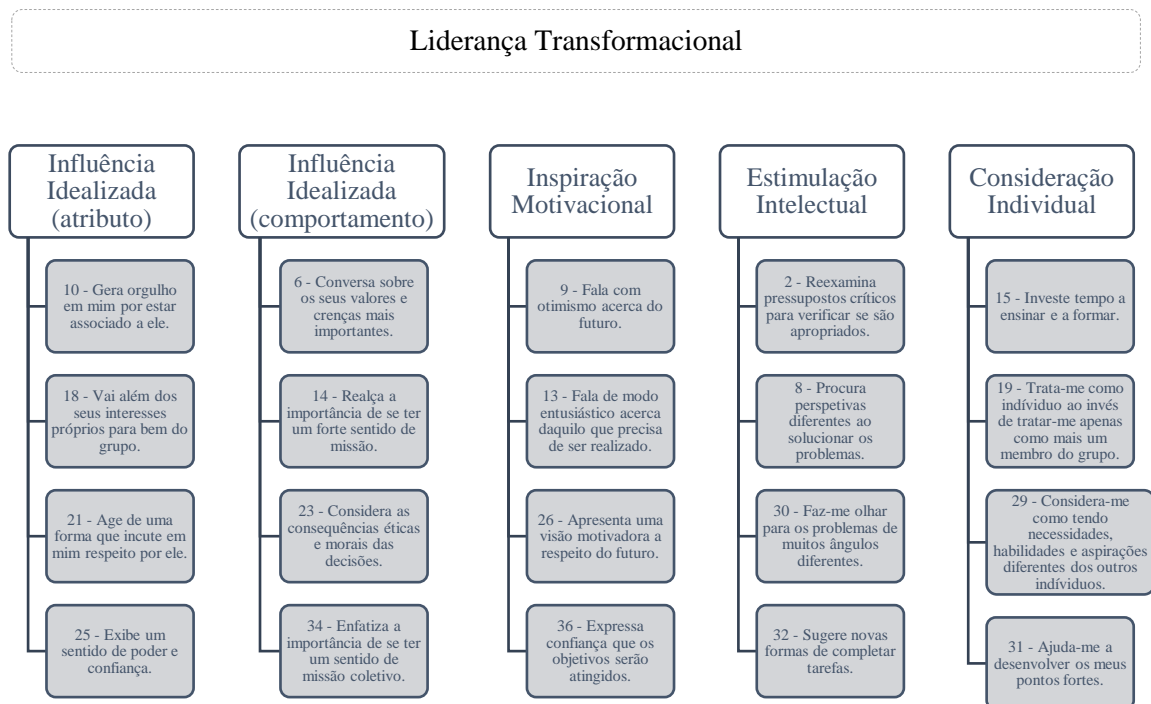 Liderança Transformacional
Influência
Idealizada
(atributo)
10 - Gera orgulho
em mim por estar
associado a ele.
18 - Vai além dos
seus interesses
próprios para bem do
grupo.
21 - Age de uma
forma que incute em
mim respeito por ele.
25 - Exibe um
sentido de poder e
confiança.
Influência
Idealizada
(comportamento)
6 - Conversa sobre
os seus valores e
crenças mais
importantes.
14 - Realça a
importância de se ter
um forte sentido de
missão.
23 - Considera as
consequências éticas
e morais das
decisões.
34 - Enfatiza a
importância de se ter
um sentido de
missão coletivo.
Inspiração
Motivacional
9 - Fala com
otimismo acerca do
futuro.
13 - Fala de modo
entusiástico acerca
daquilo que precisa
de ser realizado.
26 - Apresenta uma
visão motivadora a
respeito do futuro.
36 - Expressa
confiança que os
objetivos serão
atingidos.
Estimulação
Intelectual
2 - Reexamina
pressupostos críticos
para verificar se são
apropriados.
8 - Procura
perspetivas
diferentes ao
solucionar os
problemas.
30 - Faz-me olhar
para os problemas de
muitos ângulos
diferentes.
32 - Sugere novas
formas de completar
tarefas.
Consideração
Individual
15 - Investe tempo a
ensinar e a formar.
19 - Trata-me como
indíviduo ao invés
de tratar-me apenas
como mais um
membro do grupo.
29 - Considera-me
como tendo
necessidades,
habilidades e aspirações
diferentes dos outros
indíviduos.
31 - Ajuda-me a
desenvolver os meus
pontos fortes.